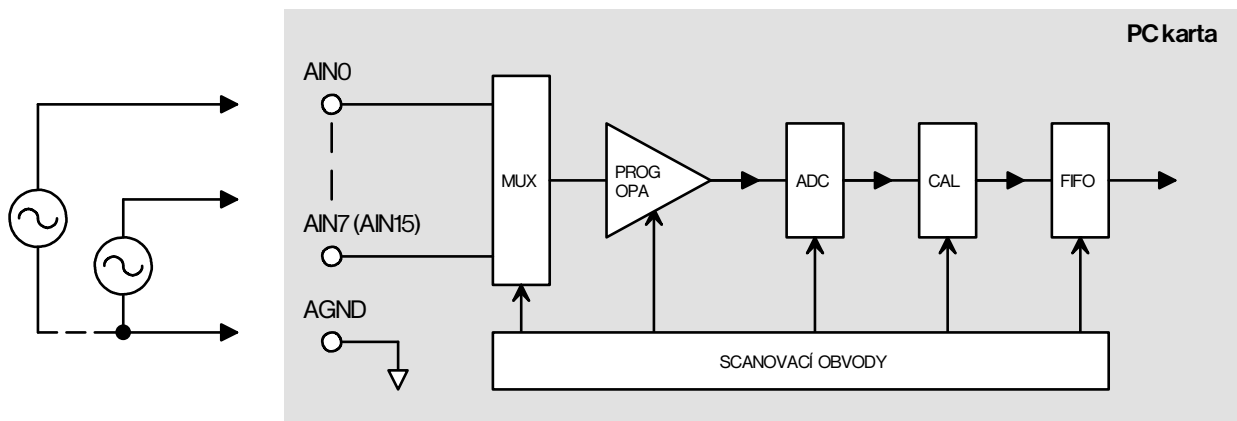 PC karta
AIN0
MUX
PROG
OPA
ADC
CAL
FIFO
AIN7 (AIN15)
AGND
SCANOVACÍ OBVODY